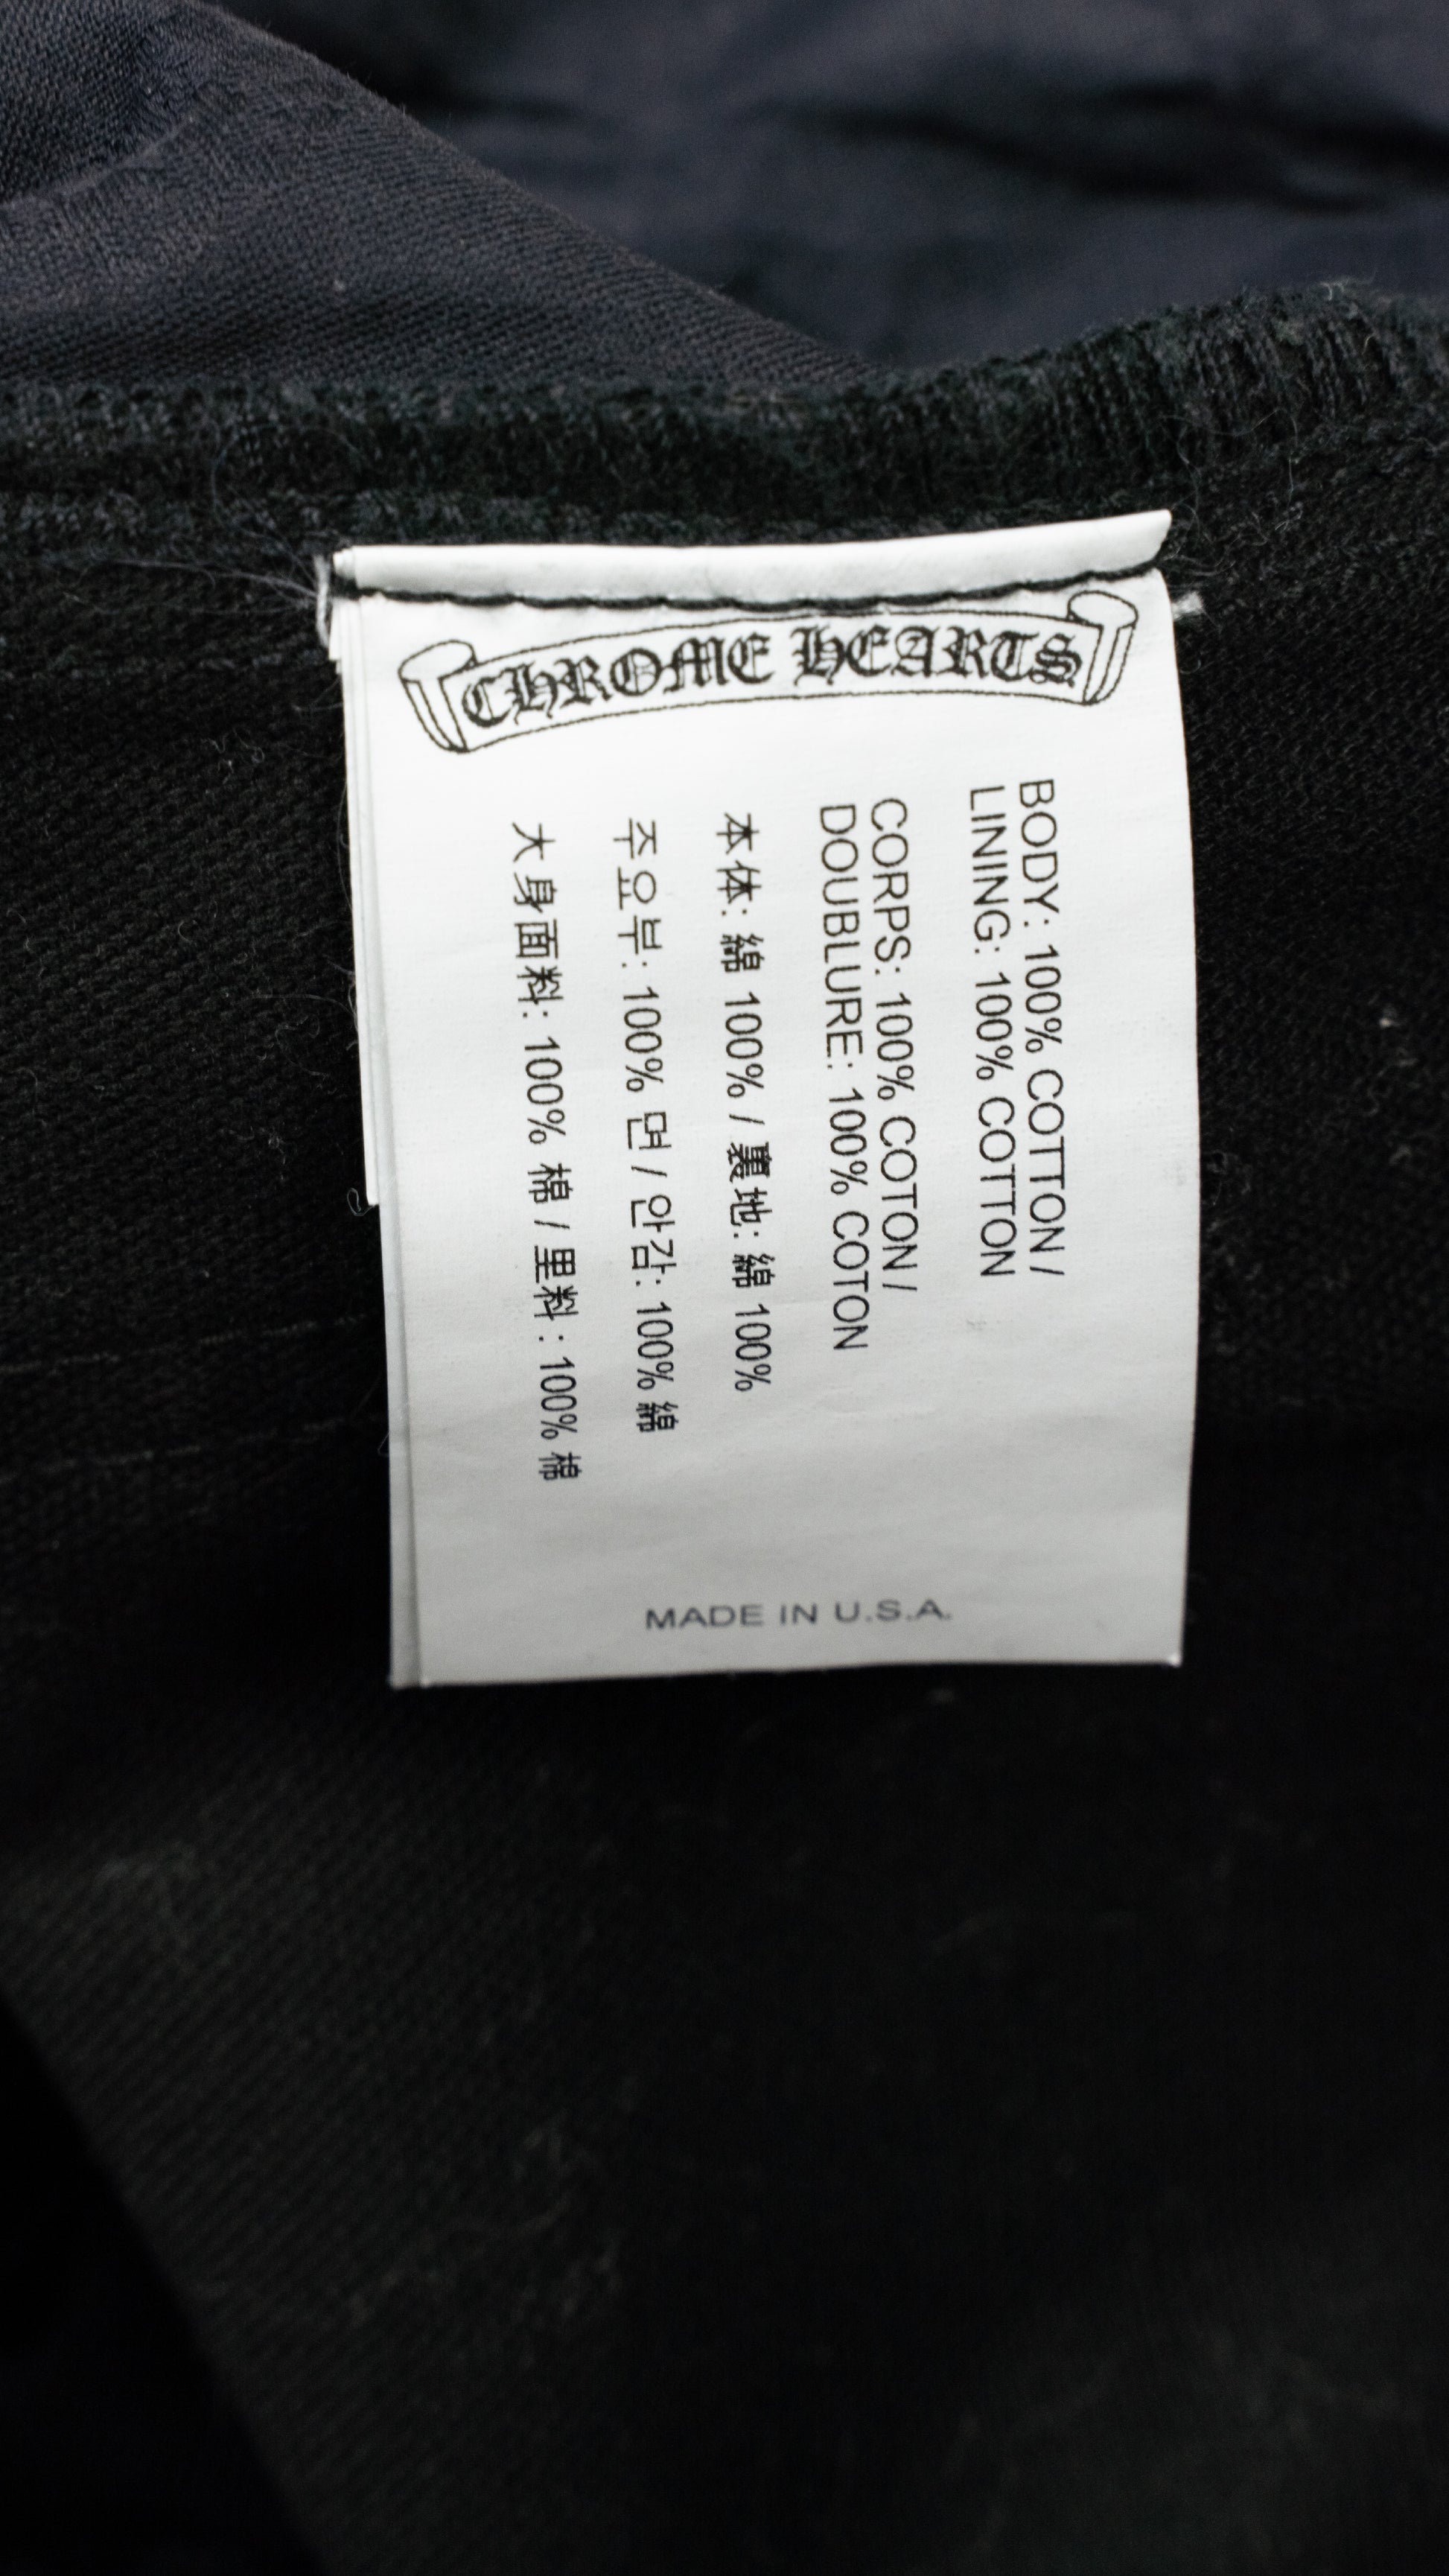 CHROME HEARTS
BODY: 100% COTTON /
LINING: 100% COTTON
CORPS: 100% COTON /
DOUBLURE: 100% COTON
本体: 綿 100% / 裏地: 綿 100%
주요부: 100% 면 / 안감: 100% 綿
大身面料: 100% 棉 / 里料: 100% 棉
MADE IN U.S.A.